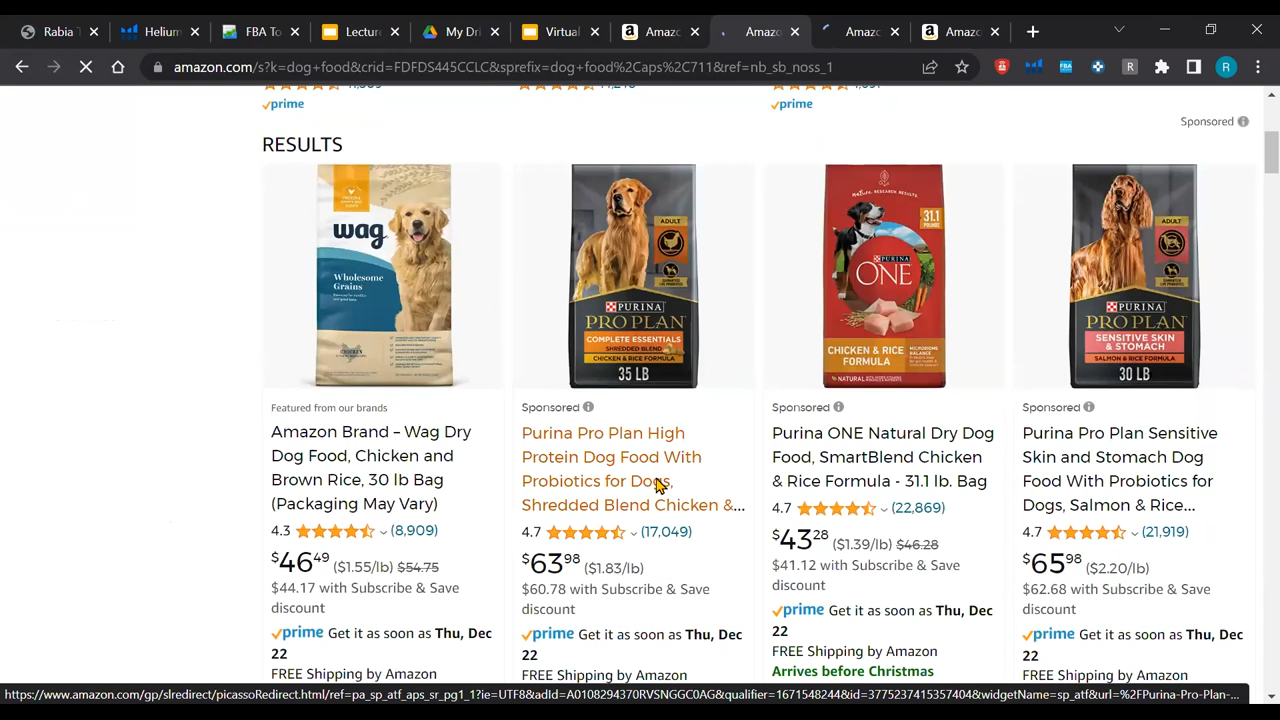 Rabia T
Helium
FBA To
Lecture
My Dri
Virtual
Amazo
Amazo
Amazo
Amazo
amazon.com/s?k=dog+food&crid=FDFDS445CCLC&sprefix=dog+food%2Caps%2C711&ref=nb_sb_noss_1
R
prime
prime
Sponsored
RESULTS
wag
Wholesome
Grains
ADULT
PURINA
PRO PLAN
COMPLETE ESSENTIALS
SHREDDED BLEND
CHICKEN & RICE FORMULA
35 LB
31.1
PURINA
ONE
CHICKEN & RICE
FORMULA
NATURAL
ADULT
PURINA
PRO PLAN
SENSITIVE SKIN
& STOMACH
SALMON & RICE FORMULA
30 LB
Featured from our brands
Amazon Brand – Wag Dry
Dog Food, Chicken and
Brown Rice, 30 lb Bag
(Packaging May Vary)
4.3 (8,909)
$46 49 ($1.55/lb) $54.75
$44.17 with Subscribe & Save
discount
prime Get it as soon as Thu, Dec
22
FREE Shipping by Amazon
Sponsored
Purina Pro Plan High
Protein Dog Food With
Probiotics for Dogs,
Shredded Blend Chicken &...
4.7 (17,049)
$63 98 ($1.83/lb)
$60.78 with Subscribe & Save
discount
prime Get it as soon as Thu, Dec
22
FREE Shipping by Amazon
Sponsored
Purina ONE Natural Dry Dog
Food, SmartBlend Chicken
& Rice Formula - 31.1 lb. Bag
4.7 (22,869)
$43 28 ($1.39/lb) $46.28
$41.12 with Subscribe & Save
discount
prime Get it as soon as Thu, Dec
22
FREE Shipping by Amazon
Arrives before Christmas
Sponsored
Purina Pro Plan Sensitive
Skin and Stomach Dog
Food With Probiotics for
Dogs, Salmon & Rice...
4.7 (21,919)
$65 98 ($2.20/lb)
$62.68 with Subscribe & Save
discount
prime Get it as soon as Thu, Dec
22
FREE Shipping by Amazon
https://www.amazon.com/gp/slredirect/picassoRedirect.html/ref=pa_sp_atf_aps_sr_pg1_1?ie=UTF8&adId=A0108294370RVSNGGC0AG&qualifier=1671548244&id=3775237415357404&widgetName=sp_atf&url=%2FPurina-Pro-Plan-...